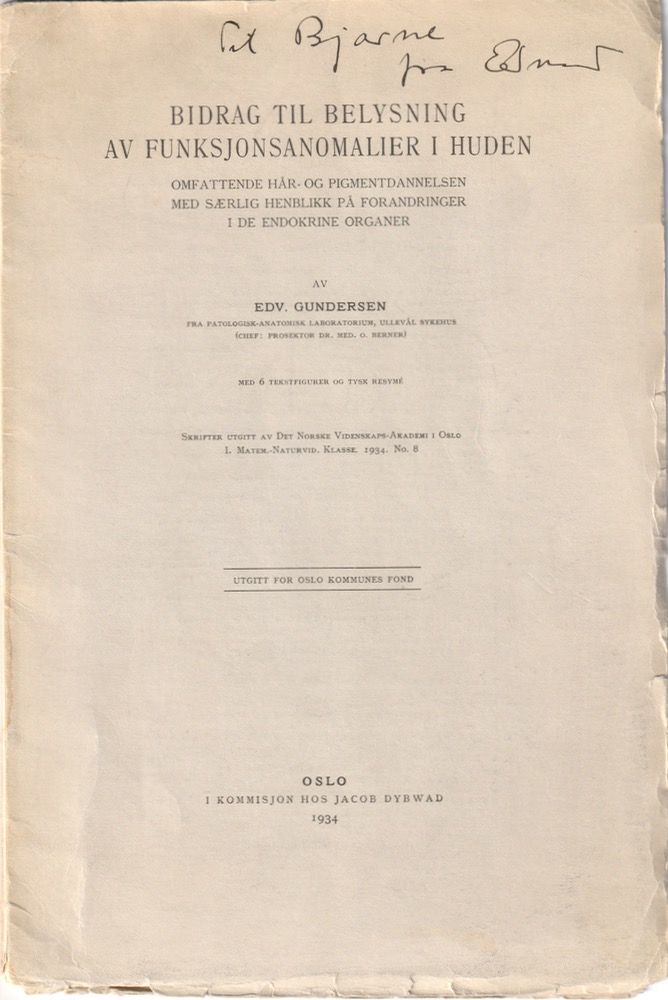 Til Bjarne
fra Edvard
BIDRAG TIL BELYSNING
AV FUNKSJONSANOMALIER I HUDEN
OMFATTENDE HÅR- OG PIGMENTDANNELSEN
MED SÆRLIG HENBLIKK PÅ FORANDRINGER
I DE ENDOKRINE ORGANER
AV
EDV. GUNDERSEN
FRA PATOLOGISK-ANATOMISK LABORATORIUM, ULLEVÅL SYKEHUS
(CHEF: PROSEKTOR DR. MED. O. BERNER)
MED 6 TEKSTFIGURER OG TYSK RESYMÉ
SKRIFTER UTGITT AV DET NORSKE VIDENSKAPS-AKADEMI I OSLO
I. MATEM.-NATURVID. KLASSE. 1934. NO. 8
UTGITT FOR OSLO KOMMUNES FOND
OSLO
I KOMMISJON HOS JACOB DYBWAD
1934